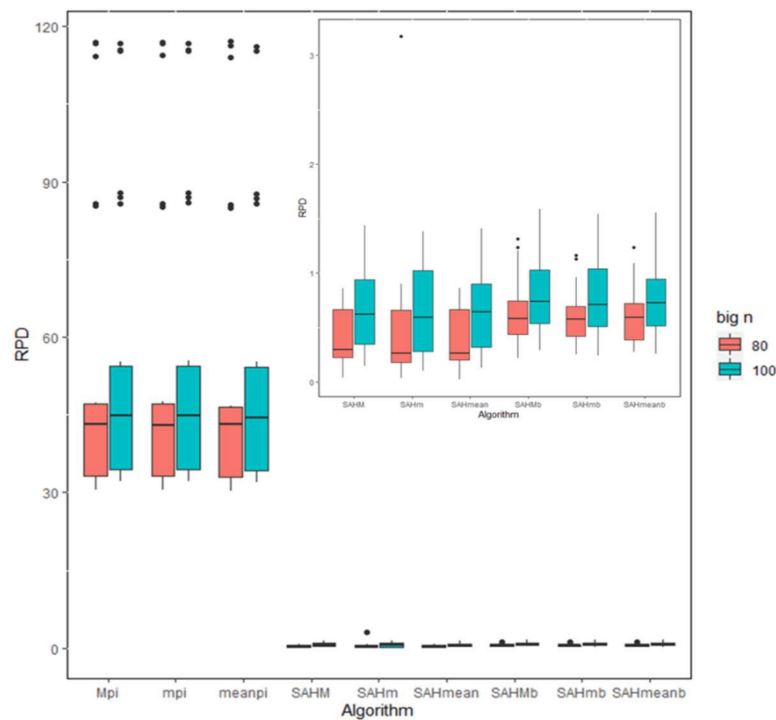 120
90
60
30
0
RPD
3
2
1
0
RPD
SAHM SAHm SAHmean SAHMb SAHmb SAHmeanb
Algorithm
big n
80
100
Mpi mpi meanpi SAHM SAHm SAHmean SAHMb SAHmb SAHmeanb
Algorithm